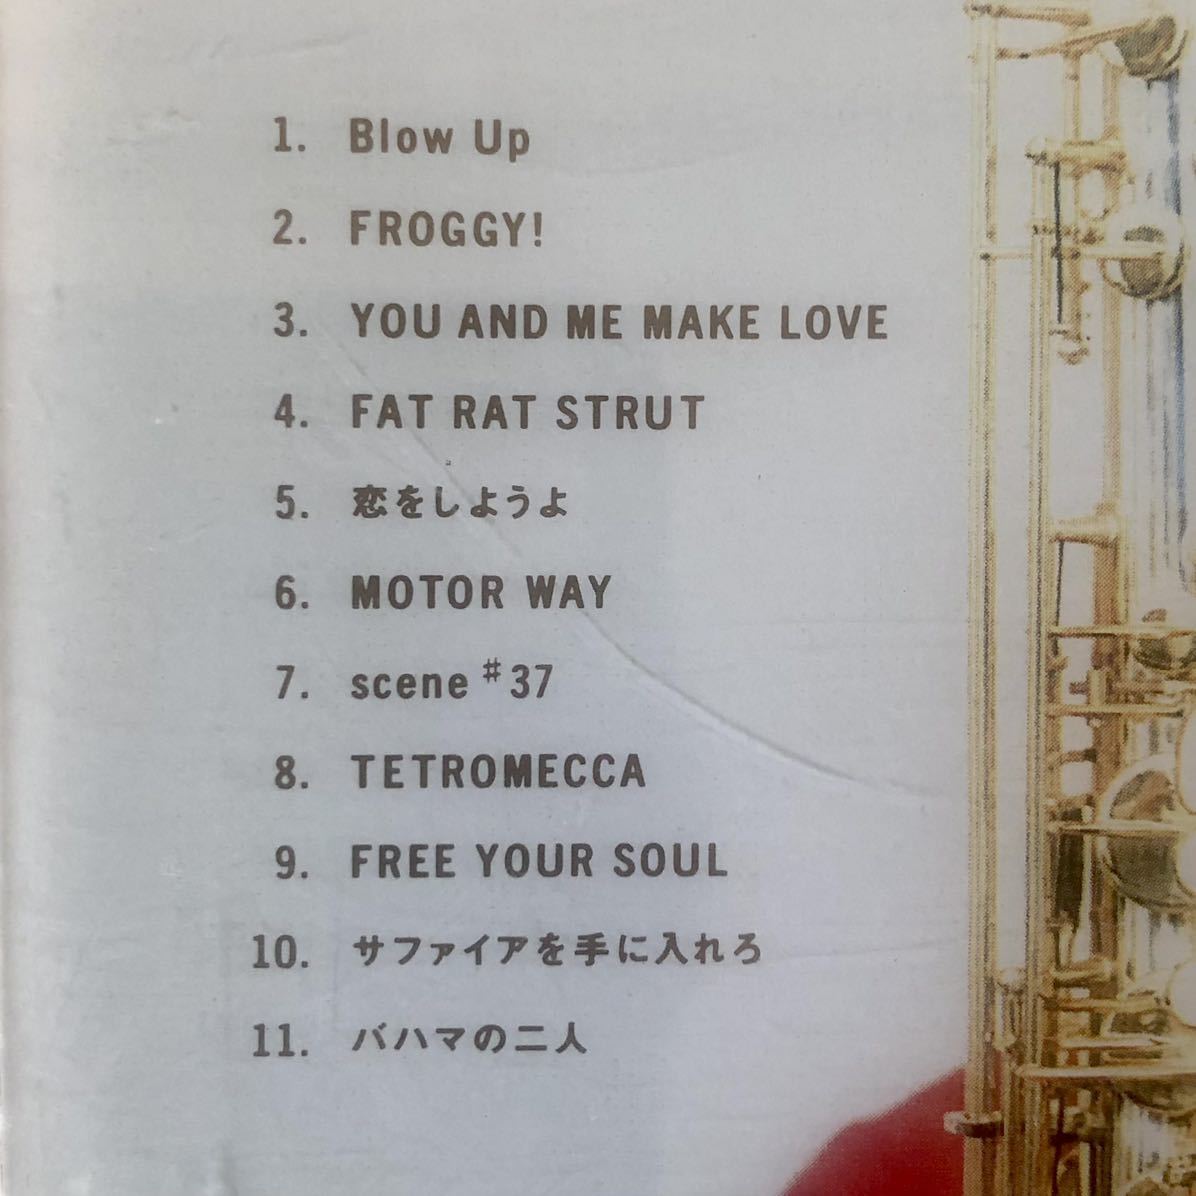 1. Blow Up
2. FROGGY!
3. YOU AND ME MAKE LOVE
4. FAT RAT STRUT
5. 恋をしようよ
6. MOTOR WAY
7. scene #37
8. TETROMECCA
9. FREE YOUR SOUL
10. サファイアを手に入れろ
11. バハマの二人